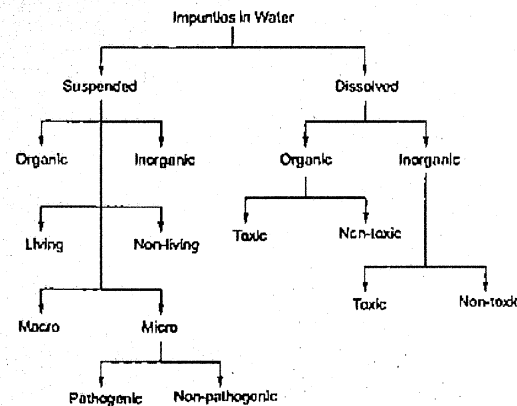 Impurities in Water
Suspended
Dissolved
Organic
Inorganic
Organic
Inorganic
Living
Non-living
Toxic
Non-toxic
Macro
Micro
Toxic
Non-toxic
Pathogenic
Non-pathogenic